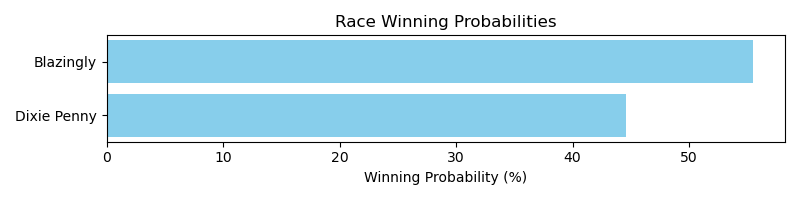 Race Winning Probabilities
Blazingly
Dixie Penny
0 10 20 30 40 50
Winning Probability (%)